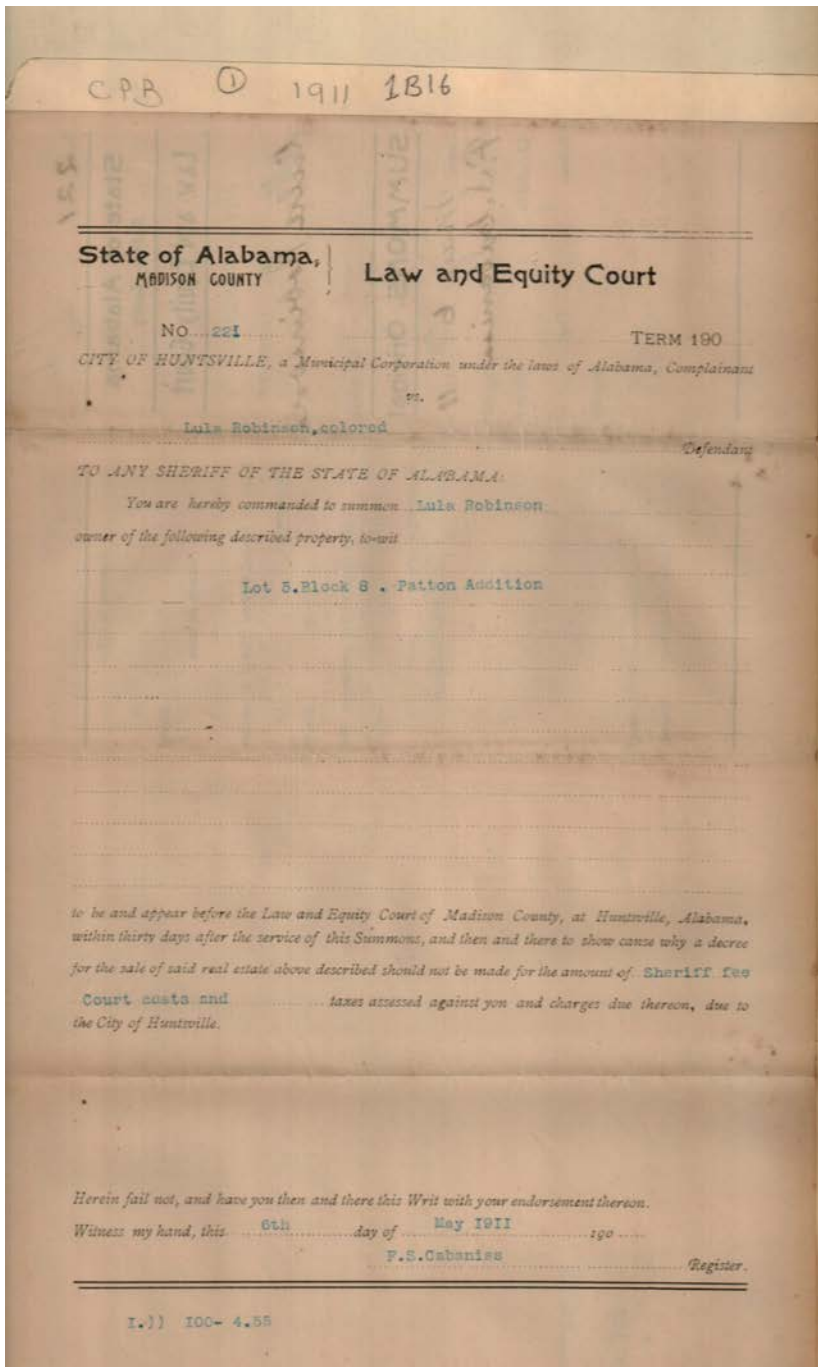 CPB ① 1911 1B16
State of Alabama,
MADISON COUNTY
Law and Equity Court
No 22I TERM 190
CITY OF HUNTSVILLE, a Municipal Corporation under the laws of Alabama, Complainant
vs.
Lula Robinson, colored
Defendant
TO ANY SHERIFF OF THE STATE OF ALABAMA:
You are hereby commanded to summon Lula Robinson
owner of the following described property, to-wit
Lot 5.Block 8 . Patton Addition
to be and appear before the Law and Equity Court of Madison County, at Huntsville, Alabama,
within thirty days after the service of this Summons, and then and there to show cause why a decree
for the sale of said real estate above described should not be made for the amount of Sheriff fee
Court costs and taxes assessed against you and charges due thereon, due to
the City of Huntsville.
Herein fail not, and have you then and there this Writ with your endorsement thereon.
Witness my hand, this 6th day of May I9II 190
F.S.Cabaniss
Register.
I.)) I00- 4.55